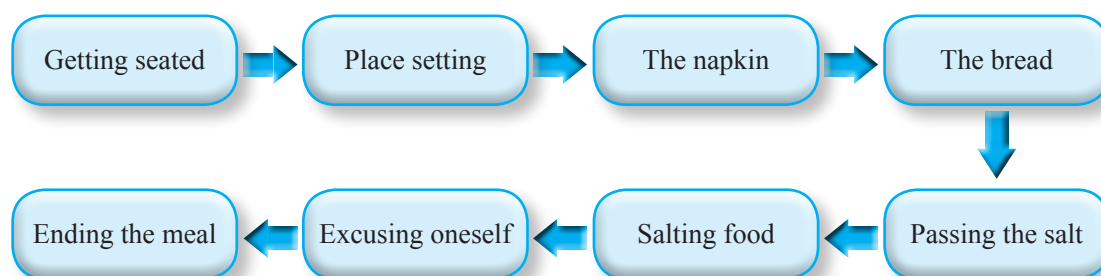 Getting seated
Place setting
The napkin
The bread
Passing the salt
Salting food
Excusing oneself
Ending the meal